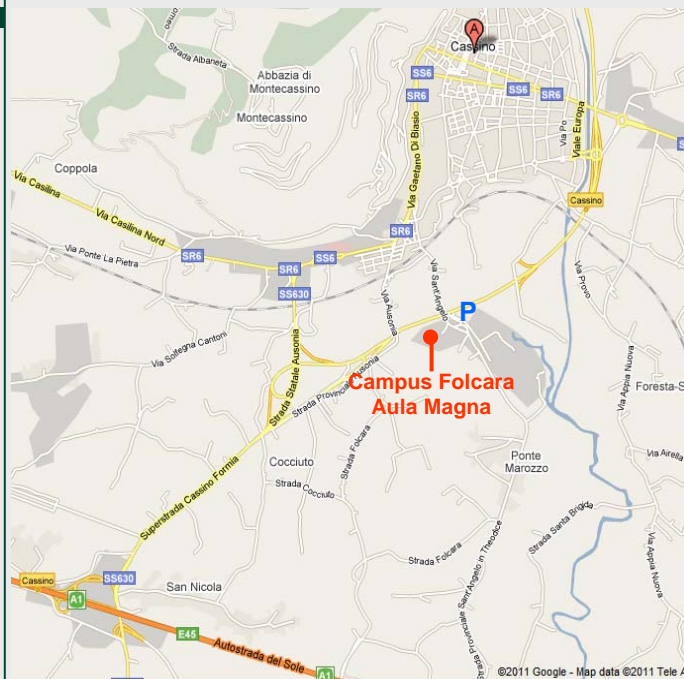 Strada Albaneta
A
Cassino
Abbazia di
Montecassino
Montecassino
SS6
SR6
SS6
SR6
Via Po
Viale Europa
Via Gaetano Di Biasio
Coppola
Via Casilina
Via Casilina Nord
Cassino
Via Ponte La Pietra
SR6
SR6
SS6
SR6
SS630
Via Sant'Angelo
Via Provo
Via Ausonia
P
Via Solfegna Cantoni
Strada Statale Ausonia
Strada Provinciale Ausonia
Campus Folcara
Aula Magna
Via Appia Nuova
Foresta-S
Strada Folcara
Cocciuto
Strada Cocciuto
Ponte
Marozzo
Via Airella
Superstrada Cassino Formia
Strada Santa Brigida
Strada Folcara
Via Appia Nuova
Strada Provinciale Sant'Angelo in Theodice
Cassino
A1
SS630
San Nicola
E45
Autostrada del Sole
A1
©2011 Google - Map data ©2011 Tele A